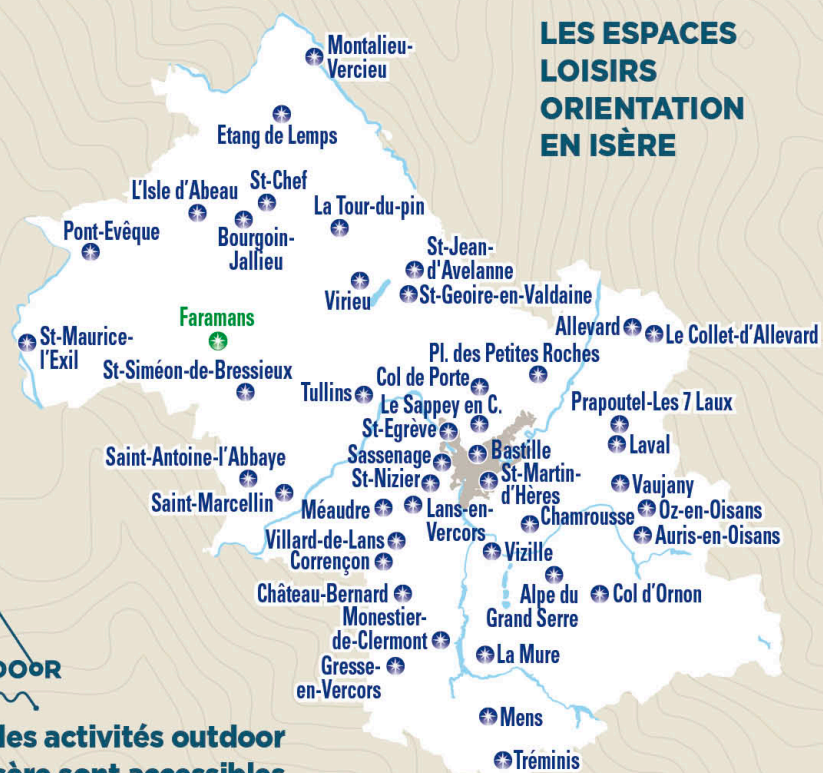 LES ESPACES
LOISIRS
ORIENTATION
EN ISÈRE
Montalieu-
Vercieu
Etang de Lemps
L'Isle d'Abeau
St-Chef
La Tour-du-pin
Pont-Evêque
Bourgoin-
Jallieu
St-Jean-
d'Avelanne
Virieu
St-Geoire-en-Valdaine
Faramans
Allevard
Le Collet-d'Allevard
St-Maurice-
l'Exil
St-Siméon-de-Bressieux
Pl. des Petites Roches
Col de Porte
Tullins
Le Sappey en C.
Prapoutel-Les 7 Laux
St-Egrève
Laval
Saint-Antoine-l'Abbaye
Sassenage
Bastille
St-Nizier
St-Martin-
d'Hères
Vaujany
Saint-Marcellin
Méaudre
Lans-en-
Vercors
Chamrousse
Oz-en-Oisans
Auris-en-Oisans
Villard-de-Lans
Vizille
Corrençon
Château-Bernard
Alpe du
Grand Serre
Col d'Ornon
Monestier-
de-Clermont
La Mure
Gresse-
en-Vercors
Mens
Tréminis
DOOR
les activités outdoor
sère sont accessibles